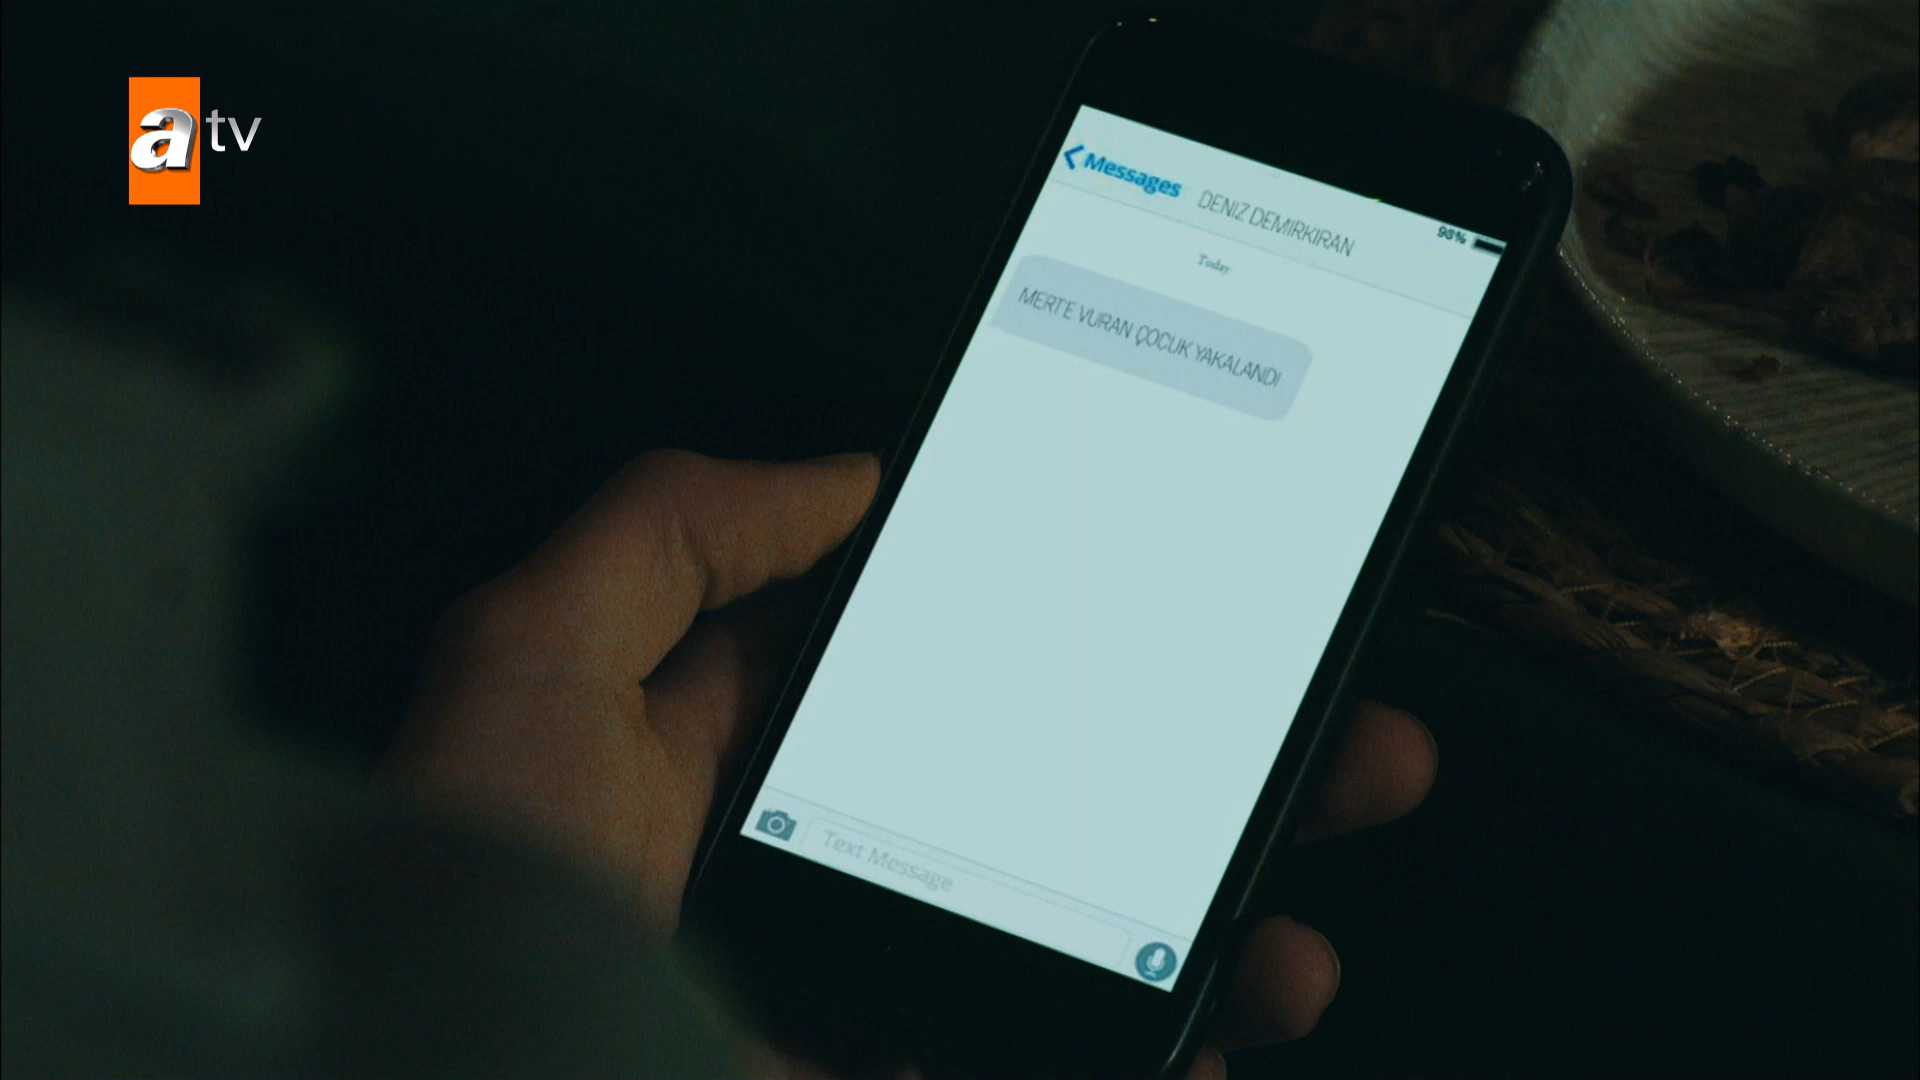 atv
Messages
DENIZ DEMIRKIRAN
98%
Today
MERT'E VURAN ÇOCUK YAKALANDI
Text Message